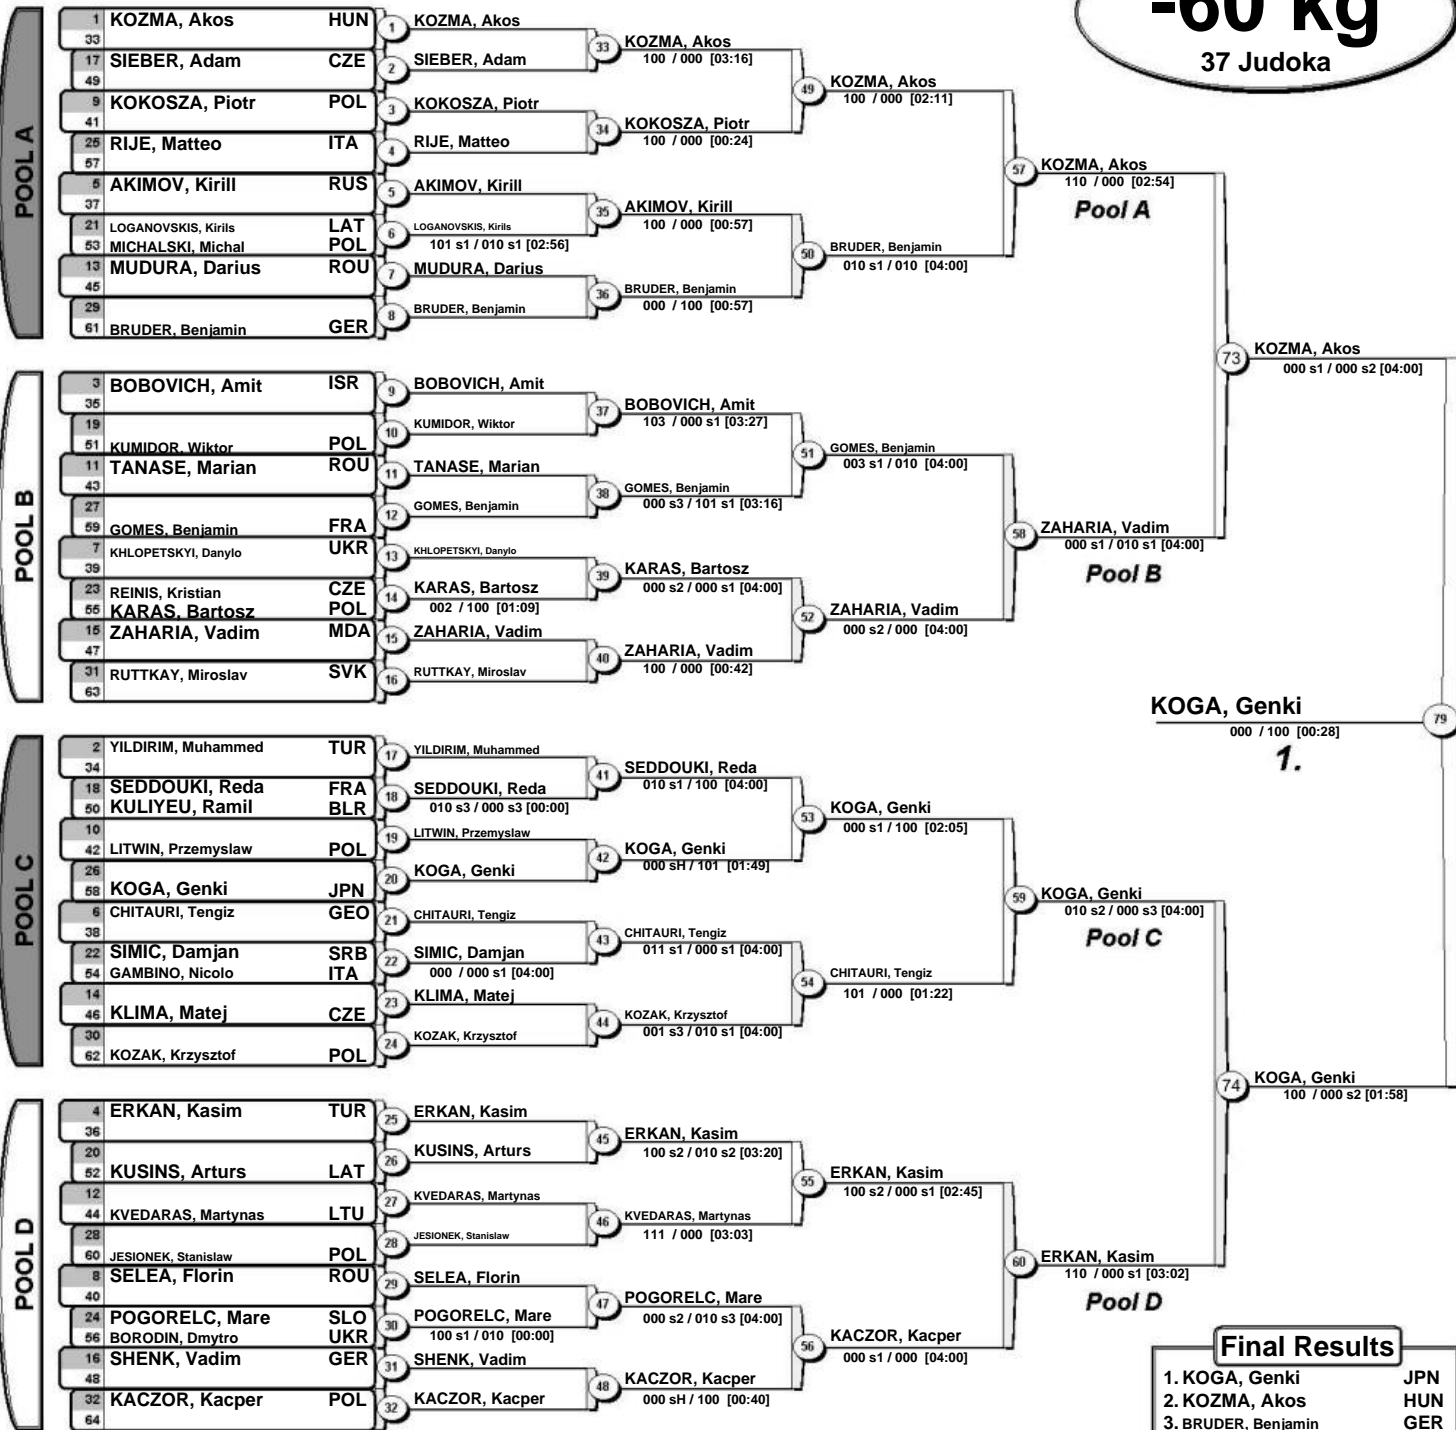 -60 kg
37 Judoka
POOL A
1 KOZMA, Akos HUN
33
17 SIEBER, Adam CZE
49
9 KOKOSZA, Piotr POL
41
25 RIJE, Matteo ITA
57
5 AKIMOV, Kirill RUS
37
21 LOGANOVSKIS, Kirils LAT
53 MICHALSKI, Michal POL
13 MUDURA, Darius ROU
45
29
61 BRUDER, Benjamin GER
1 KOZMA, Akos
2 SIEBER, Adam
3 KOKOSZA, Piotr
4 RIJE, Matteo
5 AKIMOV, Kirill
6 LOGANOVSKIS, Kirils
101 s1 / 010 s1 [02:56]
7 MUDURA, Darius
8 BRUDER, Benjamin
33 KOZMA, Akos
100 / 000 [03:16]
34 KOKOSZA, Piotr
100 / 000 [00:24]
35 AKIMOV, Kirill
100 / 000 [00:57]
36 BRUDER, Benjamin
000 / 100 [00:57]
49 KOZMA, Akos
100 / 000 [02:11]
50 BRUDER, Benjamin
010 s1 / 010 [04:00]
57 KOZMA, Akos
110 / 000 [02:54]
Pool A
POOL B
3 BOBOVICH, Amit ISR
35
19
51 KUMIDOR, Wiktor POL
11 TANASE, Marian ROU
43
27
59 GOMES, Benjamin FRA
7 KHLOPETSKYI, Danylo UKR
39
23 REINIS, Kristian CZE
55 KARAS, Bartosz POL
15 ZAHARIA, Vadim MDA
47
31 RUTTKAY, Miroslav SVK
63
9 BOBOVICH, Amit
10 KUMIDOR, Wiktor
11 TANASE, Marian
12 GOMES, Benjamin
13 KHLOPETSKYI, Danylo
14 KARAS, Bartosz
002 / 100 [01:09]
15 ZAHARIA, Vadim
16 RUTTKAY, Miroslav
37 BOBOVICH, Amit
103 / 000 s1 [03:27]
38 GOMES, Benjamin
000 s3 / 101 s1 [03:16]
39 KARAS, Bartosz
000 s2 / 000 s1 [04:00]
40 ZAHARIA, Vadim
100 / 000 [00:42]
51 GOMES, Benjamin
003 s1 / 010 [04:00]
52 ZAHARIA, Vadim
000 s2 / 000 [04:00]
58 ZAHARIA, Vadim
000 s1 / 010 s1 [04:00]
Pool B
73 KOZMA, Akos
000 s1 / 000 s2 [04:00]
KOGA, Genki 79
000 / 100 [00:28]
1.
POOL C
2 YILDIRIM, Muhammed TUR
34
18 SEDDOUKI, Reda FRA
50 KULIYEU, Ramil BLR
10
42 LITWIN, Przemyslaw POL
26
58 KOGA, Genki JPN
6 CHITAURI, Tengiz GEO
38
22 SIMIC, Damjan SRB
54 GAMBINO, Nicolo ITA
14
46 KLIMA, Matej CZE
30
62 KOZAK, Krzysztof POL
17 YILDIRIM, Muhammed
18 SEDDOUKI, Reda
010 s3 / 000 s3 [00:00]
19 LITWIN, Przemyslaw
20 KOGA, Genki
21 CHITAURI, Tengiz
22 SIMIC, Damjan
000 / 000 s1 [04:00]
23 KLIMA, Matej
24 KOZAK, Krzysztof
41 SEDDOUKI, Reda
010 s1 / 100 [04:00]
42 KOGA, Genki
000 sH / 101 [01:49]
43 CHITAURI, Tengiz
011 s1 / 000 s1 [04:00]
44 KOZAK, Krzysztof
001 s3 / 010 s1 [04:00]
53 KOGA, Genki
000 s1 / 100 [02:05]
54 CHITAURI, Tengiz
101 / 000 [01:22]
59 KOGA, Genki
010 s2 / 000 s3 [04:00]
Pool C
74 KOGA, Genki
100 / 000 s2 [01:58]
POOL D
4 ERKAN, Kasim TUR
36
20
52 KUSINS, Arturs LAT
12
44 KVEDARAS, Martynas LTU
28
60 JESIONEK, Stanislaw POL
8 SELEA, Florin ROU
40
24 POGORELC, Mare SLO
56 BORODIN, Dmytro UKR
16 SHENK, Vadim GER
48
32 KACZOR, Kacper POL
64
25 ERKAN, Kasim
26 KUSINS, Arturs
27 KVEDARAS, Martynas
28 JESIONEK, Stanislaw
29 SELEA, Florin
30 POGORELC, Mare
100 s1 / 010 [00:00]
31 SHENK, Vadim
32 KACZOR, Kacper
45 ERKAN, Kasim
100 s2 / 010 s2 [03:20]
46 KVEDARAS, Martynas
111 / 000 [03:03]
47 POGORELC, Mare
000 s2 / 010 s3 [04:00]
48 KACZOR, Kacper
000 sH / 100 [00:40]
55 ERKAN, Kasim
100 s2 / 000 s1 [02:45]
56 KACZOR, Kacper
000 s1 / 000 [04:00]
60 ERKAN, Kasim
110 / 000 s1 [03:02]
Pool D
Final Results
1. KOGA, Genki JPN
2. KOZMA, Akos HUN
3. BRUDER, Benjamin GER